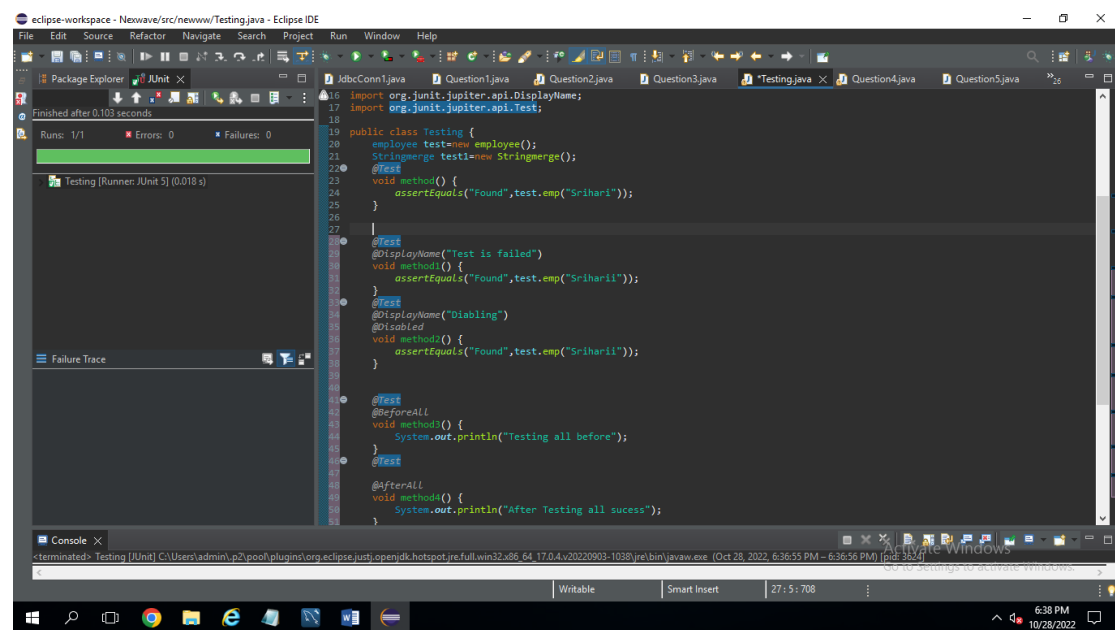 eclipse-workspace - Nexwave/src/newww/Testing.java - Eclipse IDE
File Edit Source Refactor Navigate Search Project Run Window Help
Package Explorer JUnit
JdbcConn1.java Question1.java Question2.java Question3.java *Testing.java Question4.java Question5.java »26
Finished after 0.103 seconds
Runs: 1/1 Errors: 0 Failures: 0
Testing [Runner: JUnit 5] (0.018 s)
Failure Trace
16 import org.junit.jupiter.api.DisplayName;
17 import org.junit.jupiter.api.Test;
18
19 public class Testing {
20 employee test=new employee();
21 Stringmerge test1=new Stringmerge();
22 @Test
23 void method() {
24 assertEquals("Found",test.emp("Srihari"));
25 }
26
27
28 @Test
29 @DisplayName("Test is failed")
30 void method1() {
31 assertEquals("Found",test.emp("Sriharii"));
32 }
33 @Test
34 @DisplayName("Diabling")
35 @Disabled
36 void method2() {
37 assertEquals("Found",test.emp("Sriharii"));
38 }
39
40
41 @Test
42 @BeforeAll
43 void method3() {
44 System.out.println("Testing all before");
45 }
46 @Test
47
48 @AfterAll
49 void method4() {
50 System.out.println("After Testing all sucess");
51 }
Console
<terminated> Testing [JUnit] C:\Users\admin\.p2\pool\plugins\org.eclipse.justj.openjdk.hotspot.jre.full.win32.x86_64_17.0.4.v20220903-1038\jre\bin\javaw.exe (Oct 28, 2022, 6:36:55 PM – 6:36:56 PM) [pid: 3624]
Activate Windows
Go to Settings to activate Windows.
Writable Smart Insert 27 : 5 : 708
6:38 PM
10/28/2022